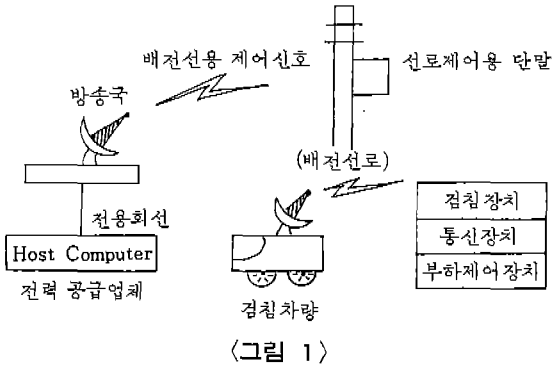 배전선용 제어신호
선로제어용 단말
방송국
(배전선로)
전용회선
Host Computer
전력 공급업체
검침차량
검침장치
통신장치
부하제어장치
〈그림 1〉